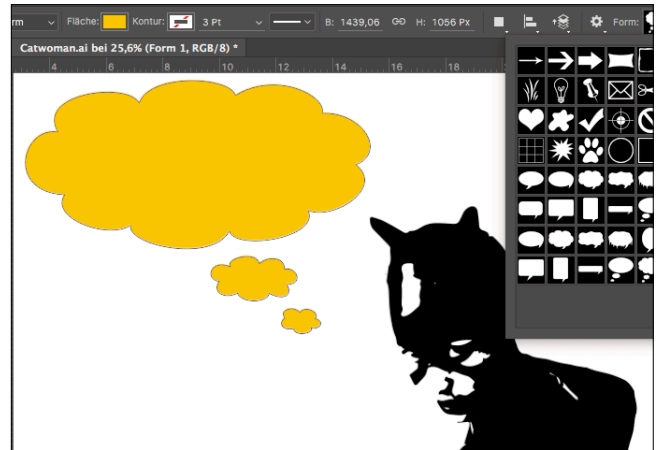 rm Fläche: Kontur: 3 Pt B: 1439,06 H: 1056 Px Form:
Catwoman.ai bei 25,6% (Form 1, RGB/8) *
4 6 8 10 12 14 16 18